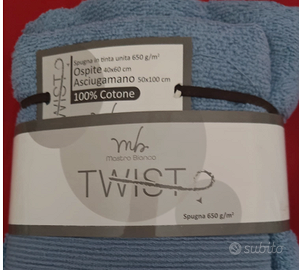 Spugna in tinta unita 650 g/m²
Ospite 40x60 cm
Asciugamano 50x100 cm
100% Cotone
TWIST
mb
Mastro Bianco
TWIST
Spugna 650 g/m²
subito